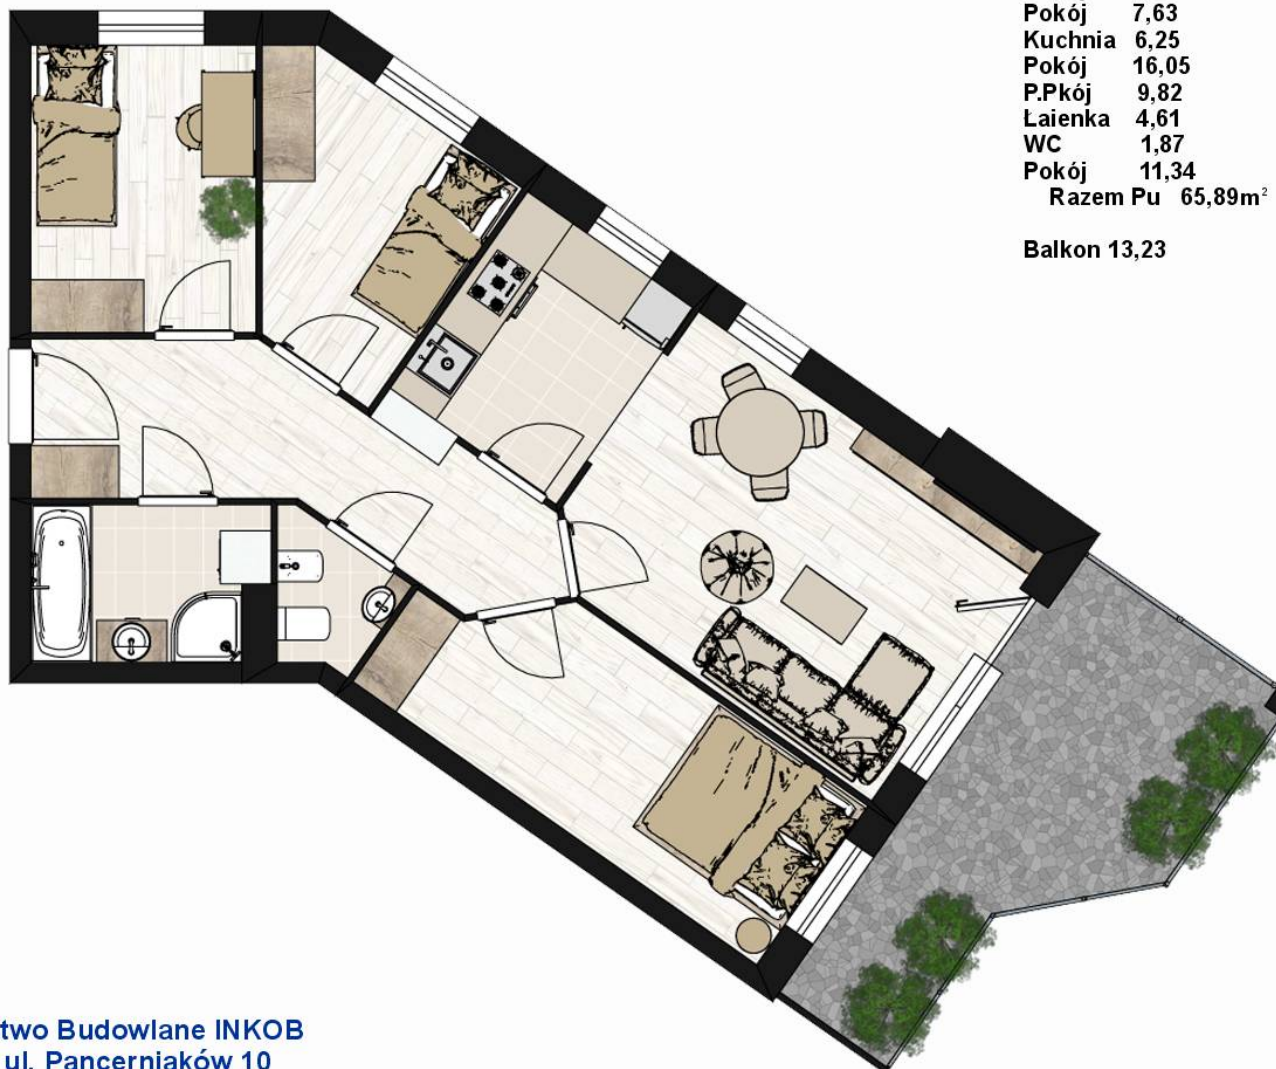 Pokój 7,63
Kuchnia 6,25
Pokój 16,05
P.Pkój 9,82
Łaienka 4,61
WC 1,87
Pokój 11,34
Razem Pu 65,89m²
Balkon 13,23
two Budowlane INKOB
ul. Pancerniaków 10